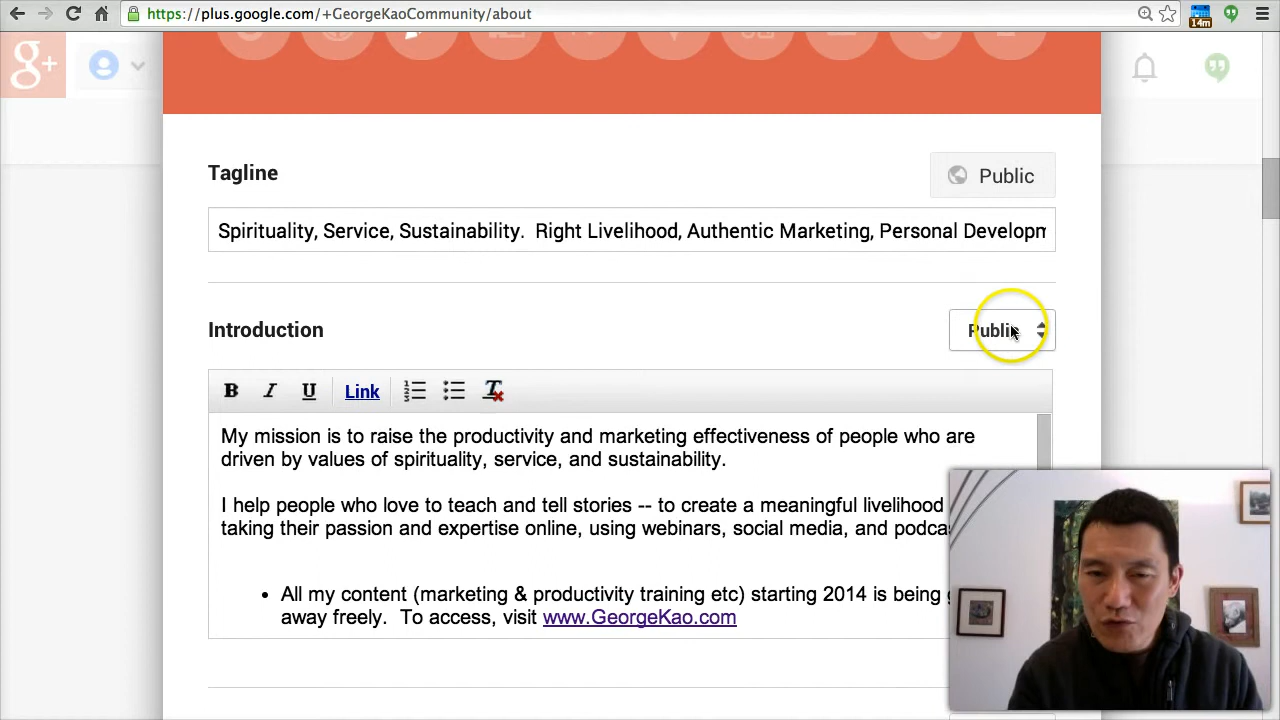 https://plus.google.com/+GeorgeKaoCommunity/about
14m
g+
Tagline
Public
Spirituality, Service, Sustainability.  Right Livelihood, Authentic Marketing, Personal Developm
Introduction
Public
B I U Link
My mission is to raise the productivity and marketing effectiveness of people who are
driven by values of spirituality, service, and sustainability.
I help people who love to teach and tell stories -- to create a meaningful livelihood
taking their passion and expertise online, using webinars, social media, and
• All my content (marketing & productivity training etc) starting 2014 is being
away freely.  To access, visit www.GeorgeKao.com